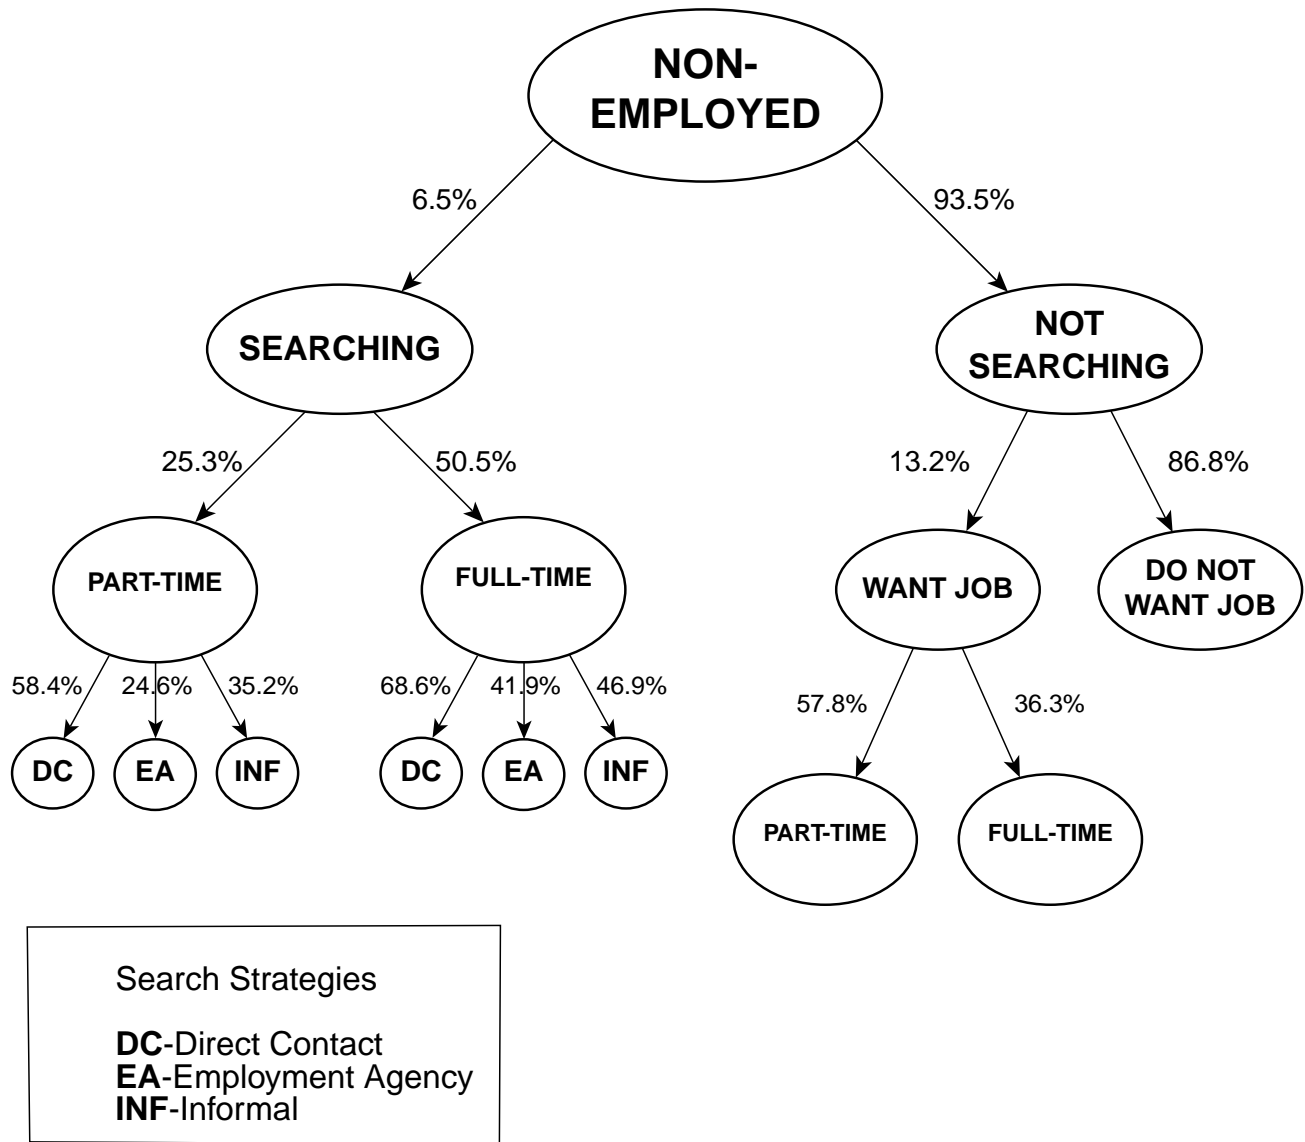 NON-
EMPLOYED
6.5%
93.5%
SEARCHING
NOT
SEARCHING
25.3%
50.5%
13.2%
86.8%
PART-TIME
FULL-TIME
WANT JOB
DO NOT
WANT JOB
58.4%
24.6%
35.2%
68.6%
41.9%
46.9%
57.8%
36.3%
DC
EA
INF
DC
EA
INF
PART-TIME
FULL-TIME
Search Strategies
DC-Direct Contact
EA-Employment Agency
INF-Informal